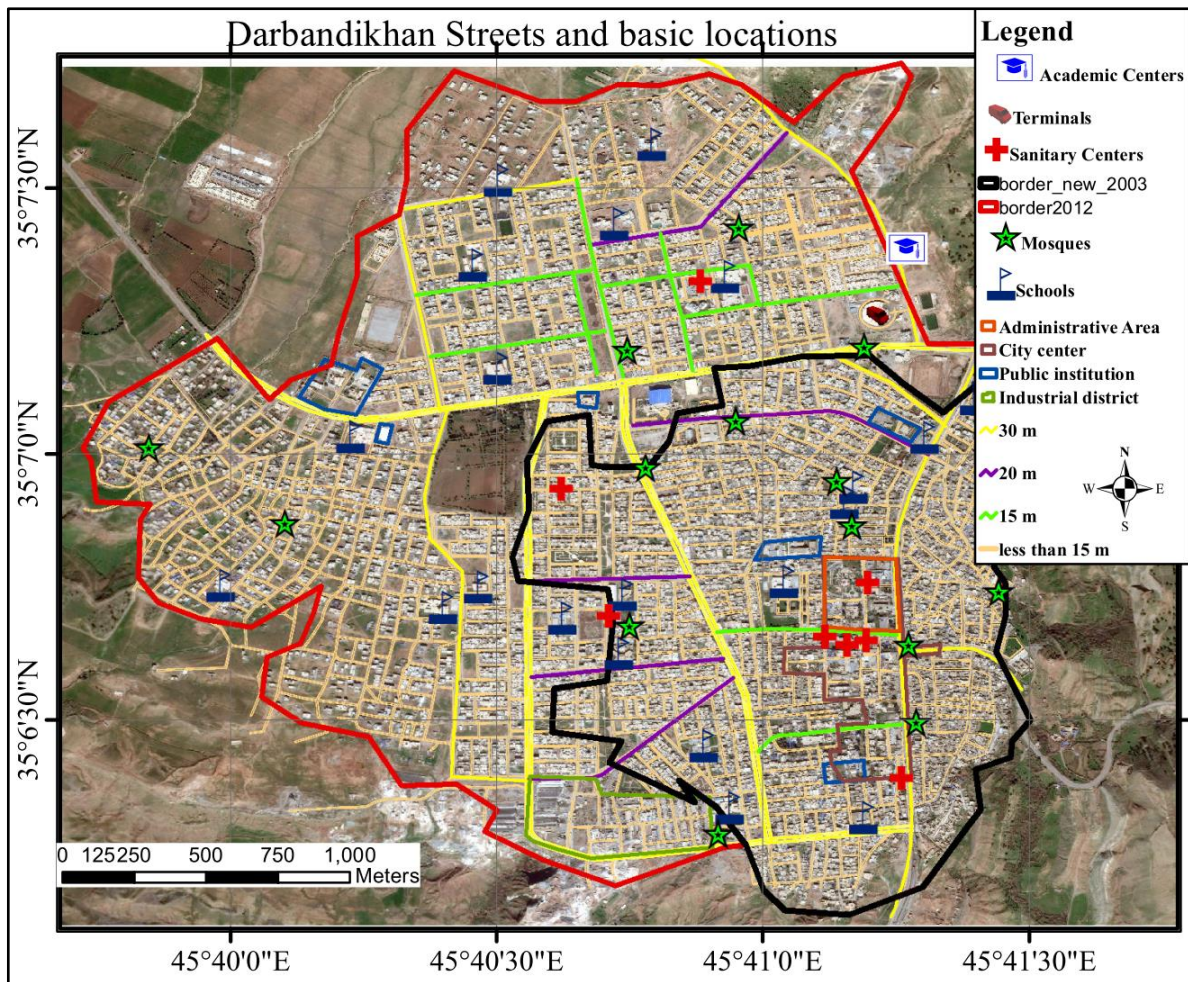 Darbandikhan Streets and basic locations
Legend
Academic Centers
Terminals
Sanitary Centers
border_new_2003
border2012
Mosques
Schools
Administrative Area
City center
Public institution
Industrial district
30 m
20 m
15 m
less than 15 m
N
W E
S
35°7'30"N
35°7'0"N
35°6'30"N
0 125250 500 750 1,000
Meters
45°40'0"E 45°40'30"E 45°41'0"E 45°41'30"E